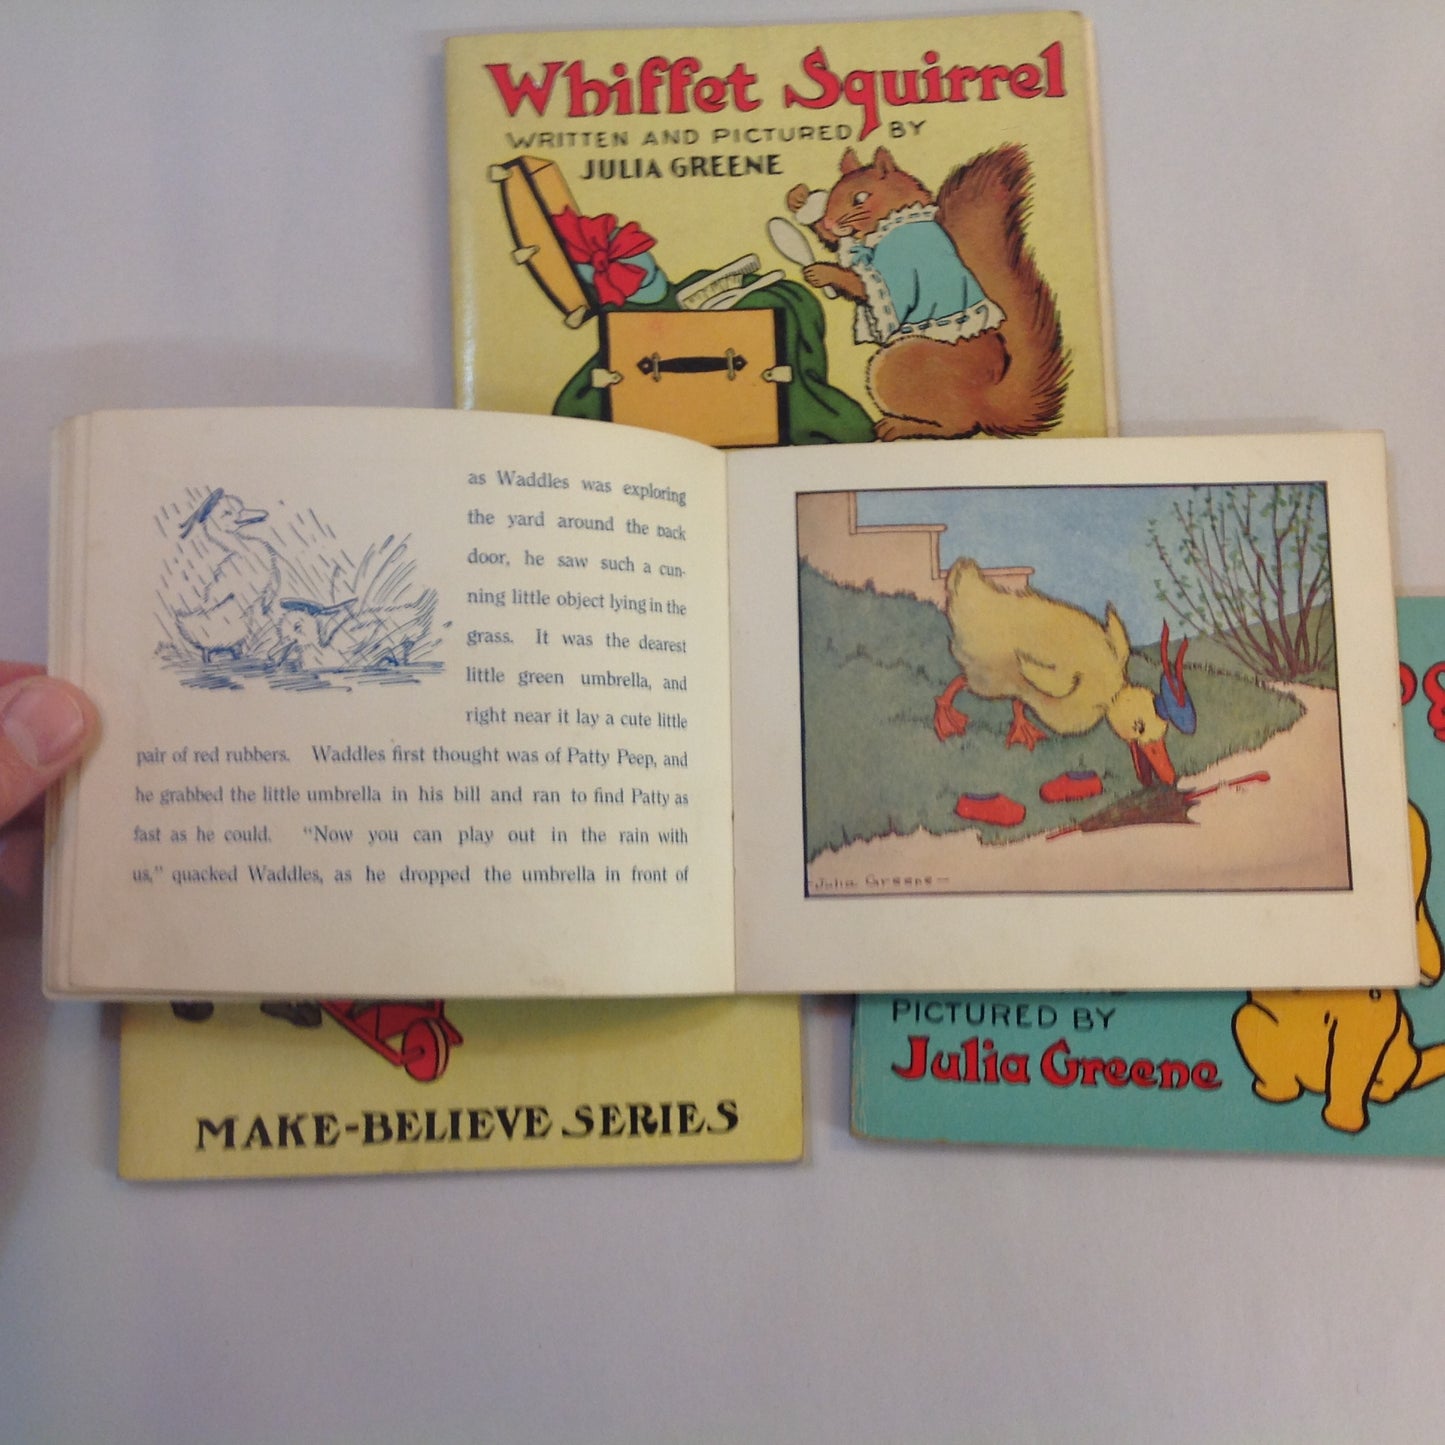 Whiffet Squirrel
WRITTEN AND PICTURED BY
JULIA GREENE
as Waddles was exploring
the yard around the back
door, he saw such a cun-
ning little object lying in the
grass. It was the dearest
little green umbrella, and
right near it lay a cute little
pair of red rubbers. Waddles first thought was of Patty Peep, and
he grabbed the little umbrella in his bill and ran to find Patty as
fast as he could. "Now you can play out in the rain with
us," quacked Waddles, as he dropped the umbrella in front of
Julia Greene
PICTURED BY
Julia Greene
MAKE-BELIEVE SERIES